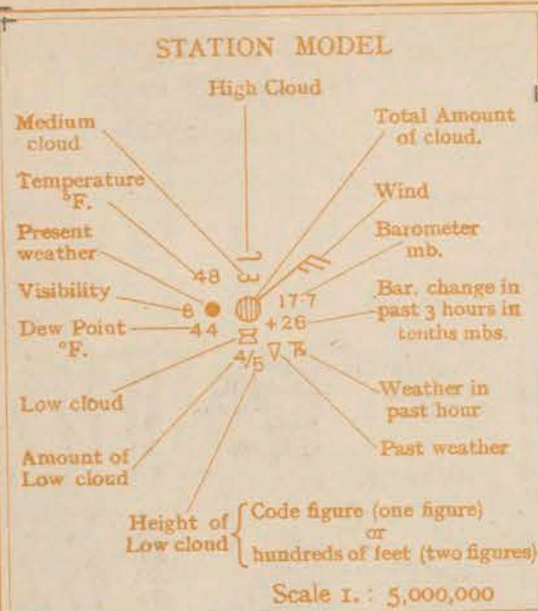 STATION MODEL
High Cloud
Medium
cloud
Total Amount
of cloud.
Temperature
°F.
Wind
Present
weather
Barometer
mb.
48
Visibility
8
17·7
Bar. change in
past 3 hours in
tenths mbs.
Dew Point
°F.
44
+26
4/5
Low cloud
Weather in
past hour
Amount of
Low cloud
Past weather
Height of
Low cloud
Code figure (one figure)
or
hundreds of feet (two figures)
Scale 1. : 5,000,000